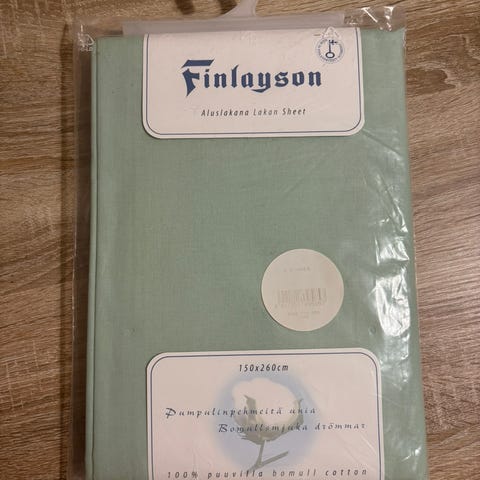 Finlayson
Aluslakana Lakan Sheet
150x260cm
Pumpulinpehmeitä unia
Bomullsmjuka drömmar
100% puuvilla bomull cotton